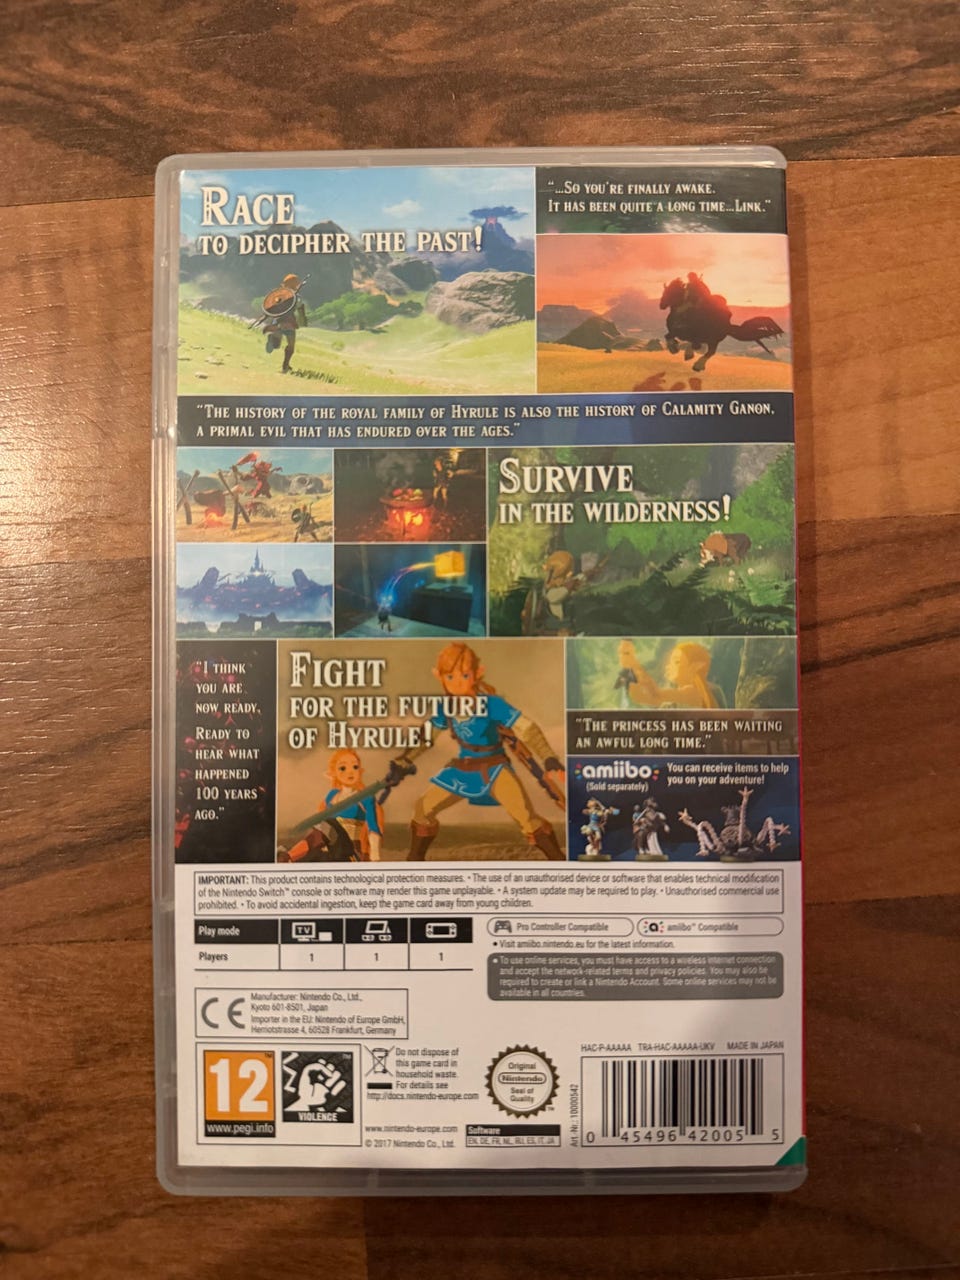 RACE
TO DECIPHER THE PAST!
"...SO YOU'RE FINALLY AWAKE.
IT HAS BEEN QUITE A LONG TIME...LINK."
"THE HISTORY OF THE ROYAL FAMILY OF HYRULE IS ALSO THE HISTORY OF CALAMITY GANON,
A PRIMAL EVIL THAT HAS ENDURED OVER THE AGES."
SURVIVE
IN THE WILDERNESS!
"I THINK
YOU ARE
NOW READY.
READY TO
HEAR WHAT
HAPPENED
100 YEARS
AGO."
FIGHT
FOR THE FUTURE
OF HYRULE!
"THE PRINCESS HAS BEEN WAITING
AN AWFUL LONG TIME."
amiibo™
(Sold separately)
You can receive items to help
you on your adventure!
IMPORTANT: This product contains technological protection measures. • The use of an unauthorised device or software that enables technical modification
of the Nintendo Switch™ console or software may render this game unplayable. • A system update may be required to play. • Unauthorised commercial use
prohibited. • To avoid accidental ingestion, keep the game card away from young children.
Play mode
TV
Players 1 1 1
Pro Controller Compatible
amiibo™ Compatible
• Visit amiibo.nintendo.eu for the latest information.
• To use online services, you must have access to a wireless internet connection
and accept the network-related terms and privacy policies. You may also be
required to create or link a Nintendo Account. Some online services may not be
available in all countries.
CE
Manufacturer: Nintendo Co., Ltd.,
Kyoto 601-8501, Japan
Importer in the EU: Nintendo of Europe GmbH,
Herriotstrasse 4, 60528 Frankfurt, Germany
12™
www.pegi.info
™
VIOLENCE
Do not dispose of
this game card in
household waste.
For details see
http://docs.nintendo-europe.com
www.nintendo-europe.com
© 2017 Nintendo Co., Ltd.
Original
Nintendo
Seal of
Quality
™
Software
EN, DE, FR, NL, RU, ES, IT, JA
HAC-P-AAAAA TRA-HAC-AAAAA-UKV MADE IN JAPAN
Art.-Nr.: 10000542
0 45496 42005 5